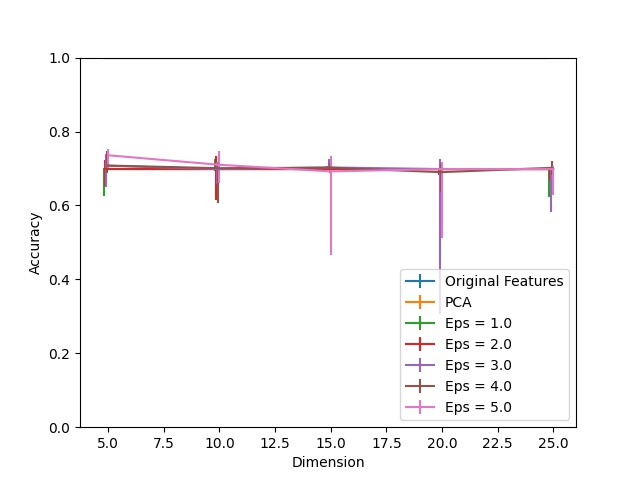 1.0
0.8
0.6
0.4
0.2
0.0
Accuracy
5.0 7.5 10.0 12.5 15.0 17.5 20.0 22.5 25.0
Dimension
Original Features
PCA
Eps = 1.0
Eps = 2.0
Eps = 3.0
Eps = 4.0
Eps = 5.0